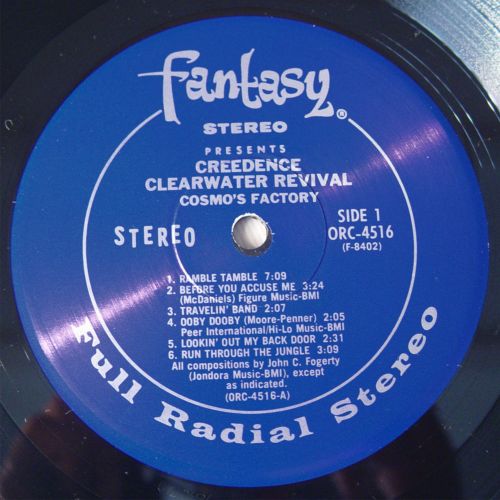 fantasy®
STEREO
PRESENTS
CREEDENCE
CLEARWATER REVIVAL
COSMO'S FACTORY
STEREO
SIDE 1
ORC-4516
(F-8402)
1. RAMBLE TAMBLE 7:09
2. BEFORE YOU ACCUSE ME 3:24
(McDaniels) Figure Music-BMI
3. TRAVELIN' BAND 2:07
4. OOBY DOOBY (Moore-Penner) 2:05
Peer International/Hi-Lo Music-BMI
5. LOOKIN' OUT MY BACK DOOR 2:31
6. RUN THROUGH THE JUNGLE 3:09
All compositions by John C. Fogerty
(Jondora Music-BMI), except
as indicated.
(ORC-4516-A)
Full Radial Stereo